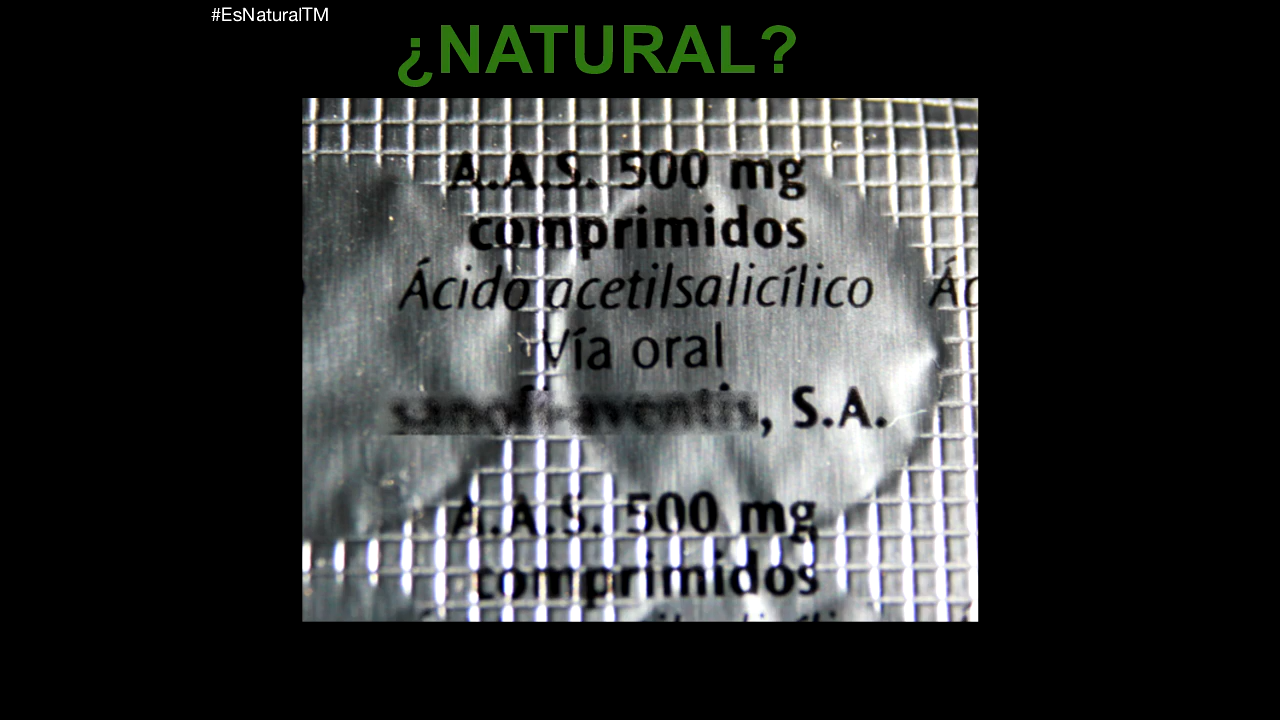 #EsNaturalTM
¿NATURAL?
A.A.S. 500 mg
comprimidos
Ácido acetilsalicílico
Vía oral
, S.A.
A.A.S. 500 mg
comprimidos